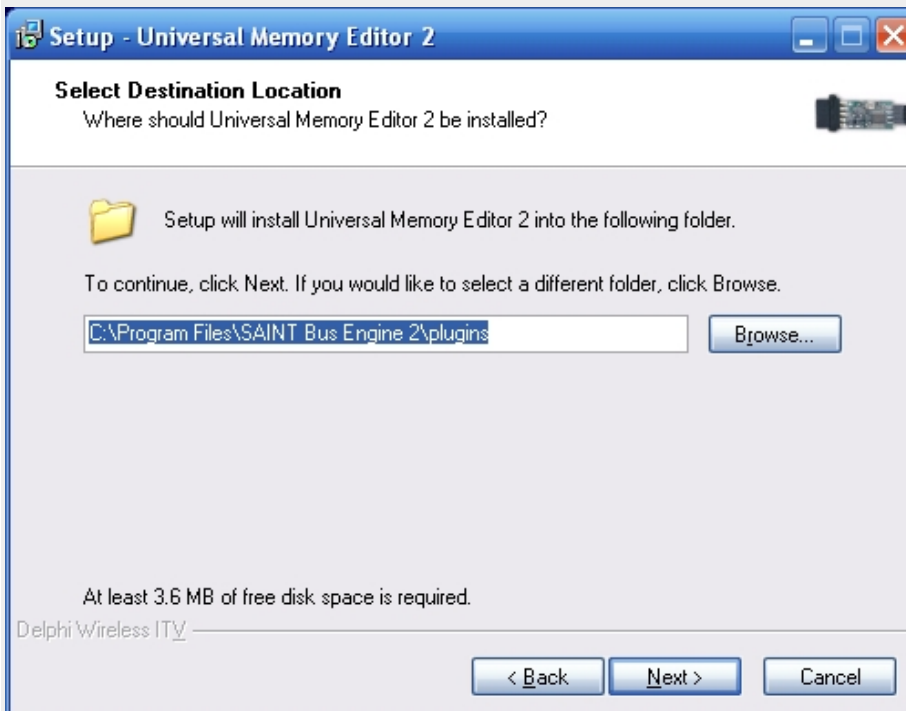 Setup - Universal Memory Editor 2
Select Destination Location
Where should Universal Memory Editor 2 be installed?
Setup will install Universal Memory Editor 2 into the following folder.
To continue, click Next. If you would like to select a different folder, click Browse.
C:\Program Files\SAINT Bus Engine 2\plugins
Browse...
At least 3.6 MB of free disk space is required.
Delphi Wireless ITV
< Back
Next >
Cancel